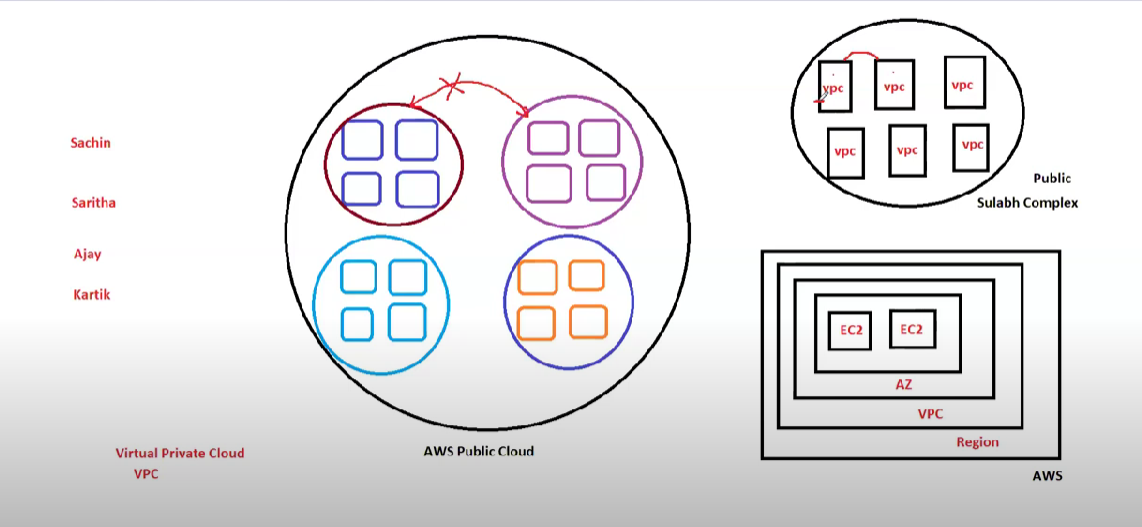 Sachin
Saritha
Ajay
Kartik
Virtual Private Cloud
VPC
AWS Public Cloud
vpc vpc vpc
vpc vpc vpc
Public
Sulabh Complex
EC2 EC2
AZ
VPC
Region
AWS